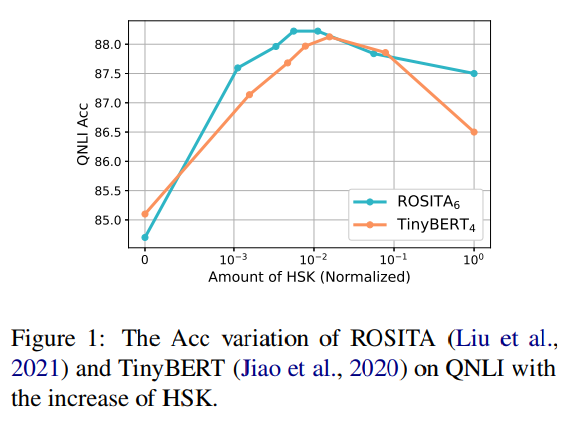 88.0
87.5
87.0
86.5
86.0
85.5
85.0
QNLI Acc
ROSITA₆
TinyBERT₄
0 10⁻³ 10⁻² 10⁻¹ 10⁰
Amount of HSK (Normalized)
Figure 1: The Acc variation of ROSITA (Liu et al.,
2021) and TinyBERT (Jiao et al., 2020) on QNLI with
the increase of HSK.